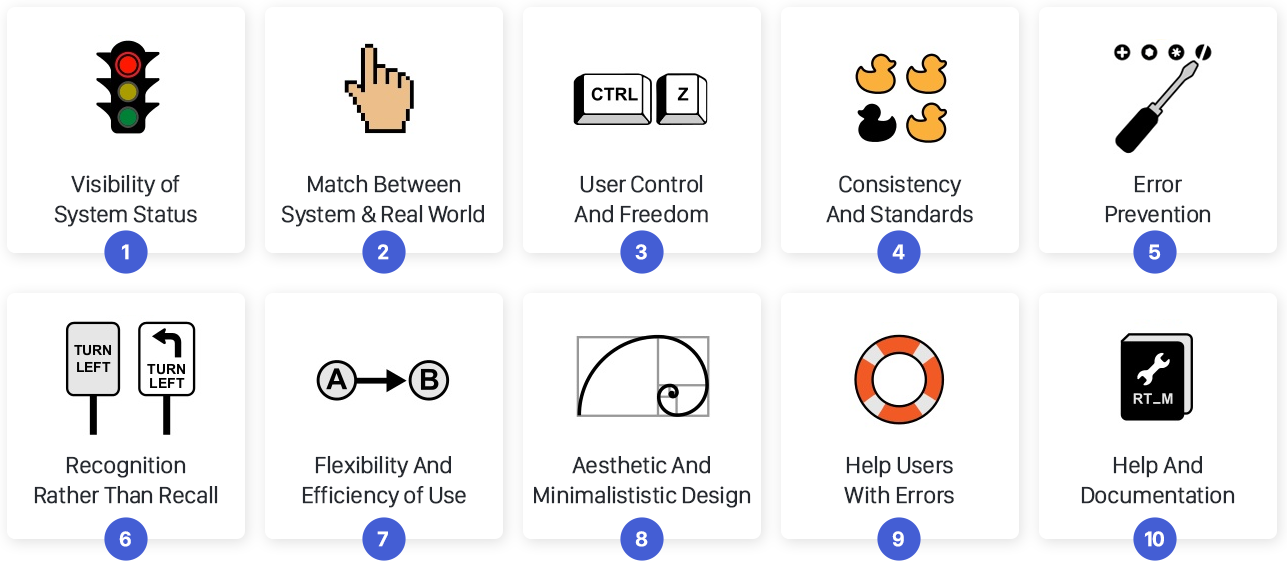 CTRL
Z
Visibility of
System Status
1
Match Between
System & Real World
2
User Control
And Freedom
3
Consistency
And Standards
4
Error
Prevention
5
TURN
LEFT
TURN
LEFT
Recognition
Rather Than Recall
6
A
B
Flexibility And
Efficiency of Use
7
Aesthetic And
Minimalististic Design
8
Help Users
With Errors
9
RT_M
Help And
Documentation
10